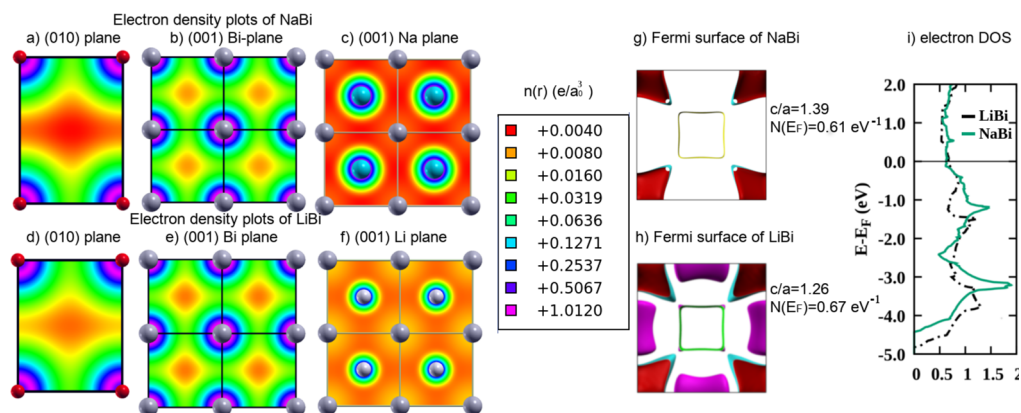 Electron density plots of NaBi
a) (010) plane
b) (001) Bi-plane
c) (001) Na plane
Electron density plots of LiBi
d) (010) plane
e) (001) Bi plane
f) (001) Li plane
n(r) (e/a₀³ )
+0.0040
+0.0080
+0.0160
+0.0319
+0.0636
+0.1271
+0.2537
+0.5067
+1.0120
g) Fermi surface of NaBi
c/a=1.39
N(EF)=0.61 eV⁻¹
h) Fermi surface of LiBi
c/a=1.26
N(EF)=0.67 eV⁻¹
i) electron DOS
E-EF (eV)
2.0
1.0
0.0
-1.0
-2.0
-3.0
-4.0
-5.0
LiBi
NaBi
0 0.5 1 1.5 2